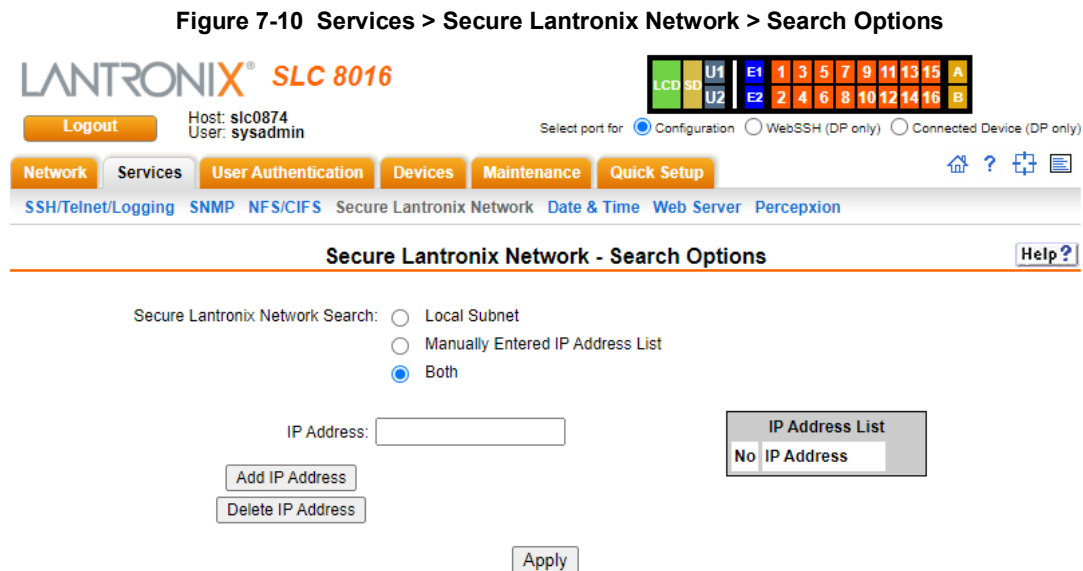 Figure 7-10 Services > Secure Lantronix Network > Search Options
LANTRONIX® SLC 8016
LCD SD U1 E1 1 3 5 7 9 11 13 15 A
U2 E2 2 4 6 8 10 12 14 16 B
Logout Host: slc0874
User: sysadmin
Select port for Configuration WebSSH (DP only) Connected Device (DP only)
Network Services User Authentication Devices Maintenance Quick Setup ?
SSH/Telnet/Logging SNMP NFS/CIFS Secure Lantronix Network Date & Time Web Server Percepxion
Secure Lantronix Network - Search Options Help?
Secure Lantronix Network Search: Local Subnet
Manually Entered IP Address List
Both
IP Address: IP Address List
No IP Address
Add IP Address
Delete IP Address
Apply